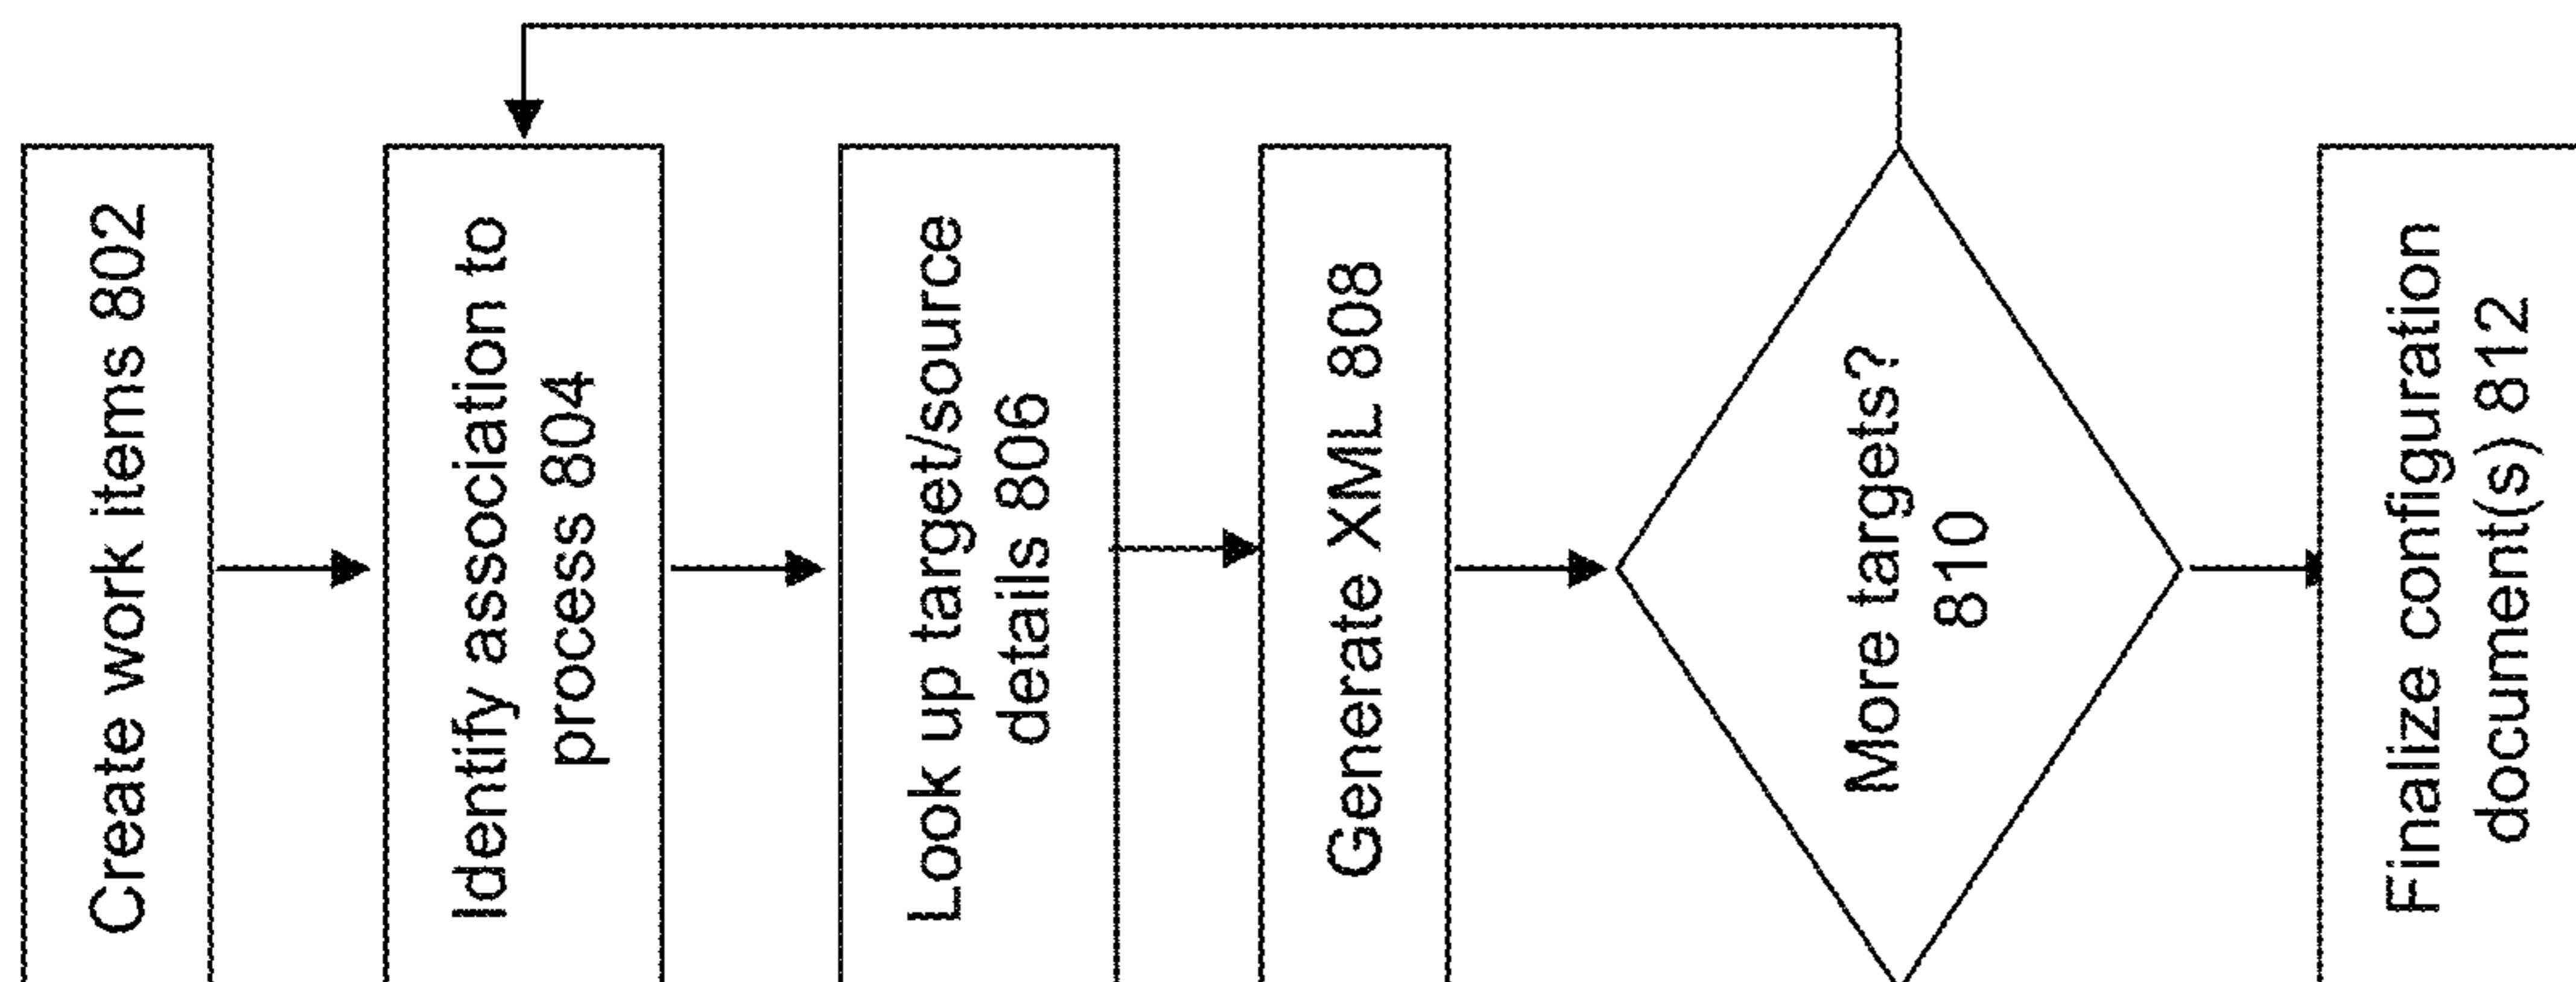 Create work items 802
Identify association to
process 804
Look up target/source
details 806
Generate XML 808
More targets?
810
Finalize configuration
document(s) 812